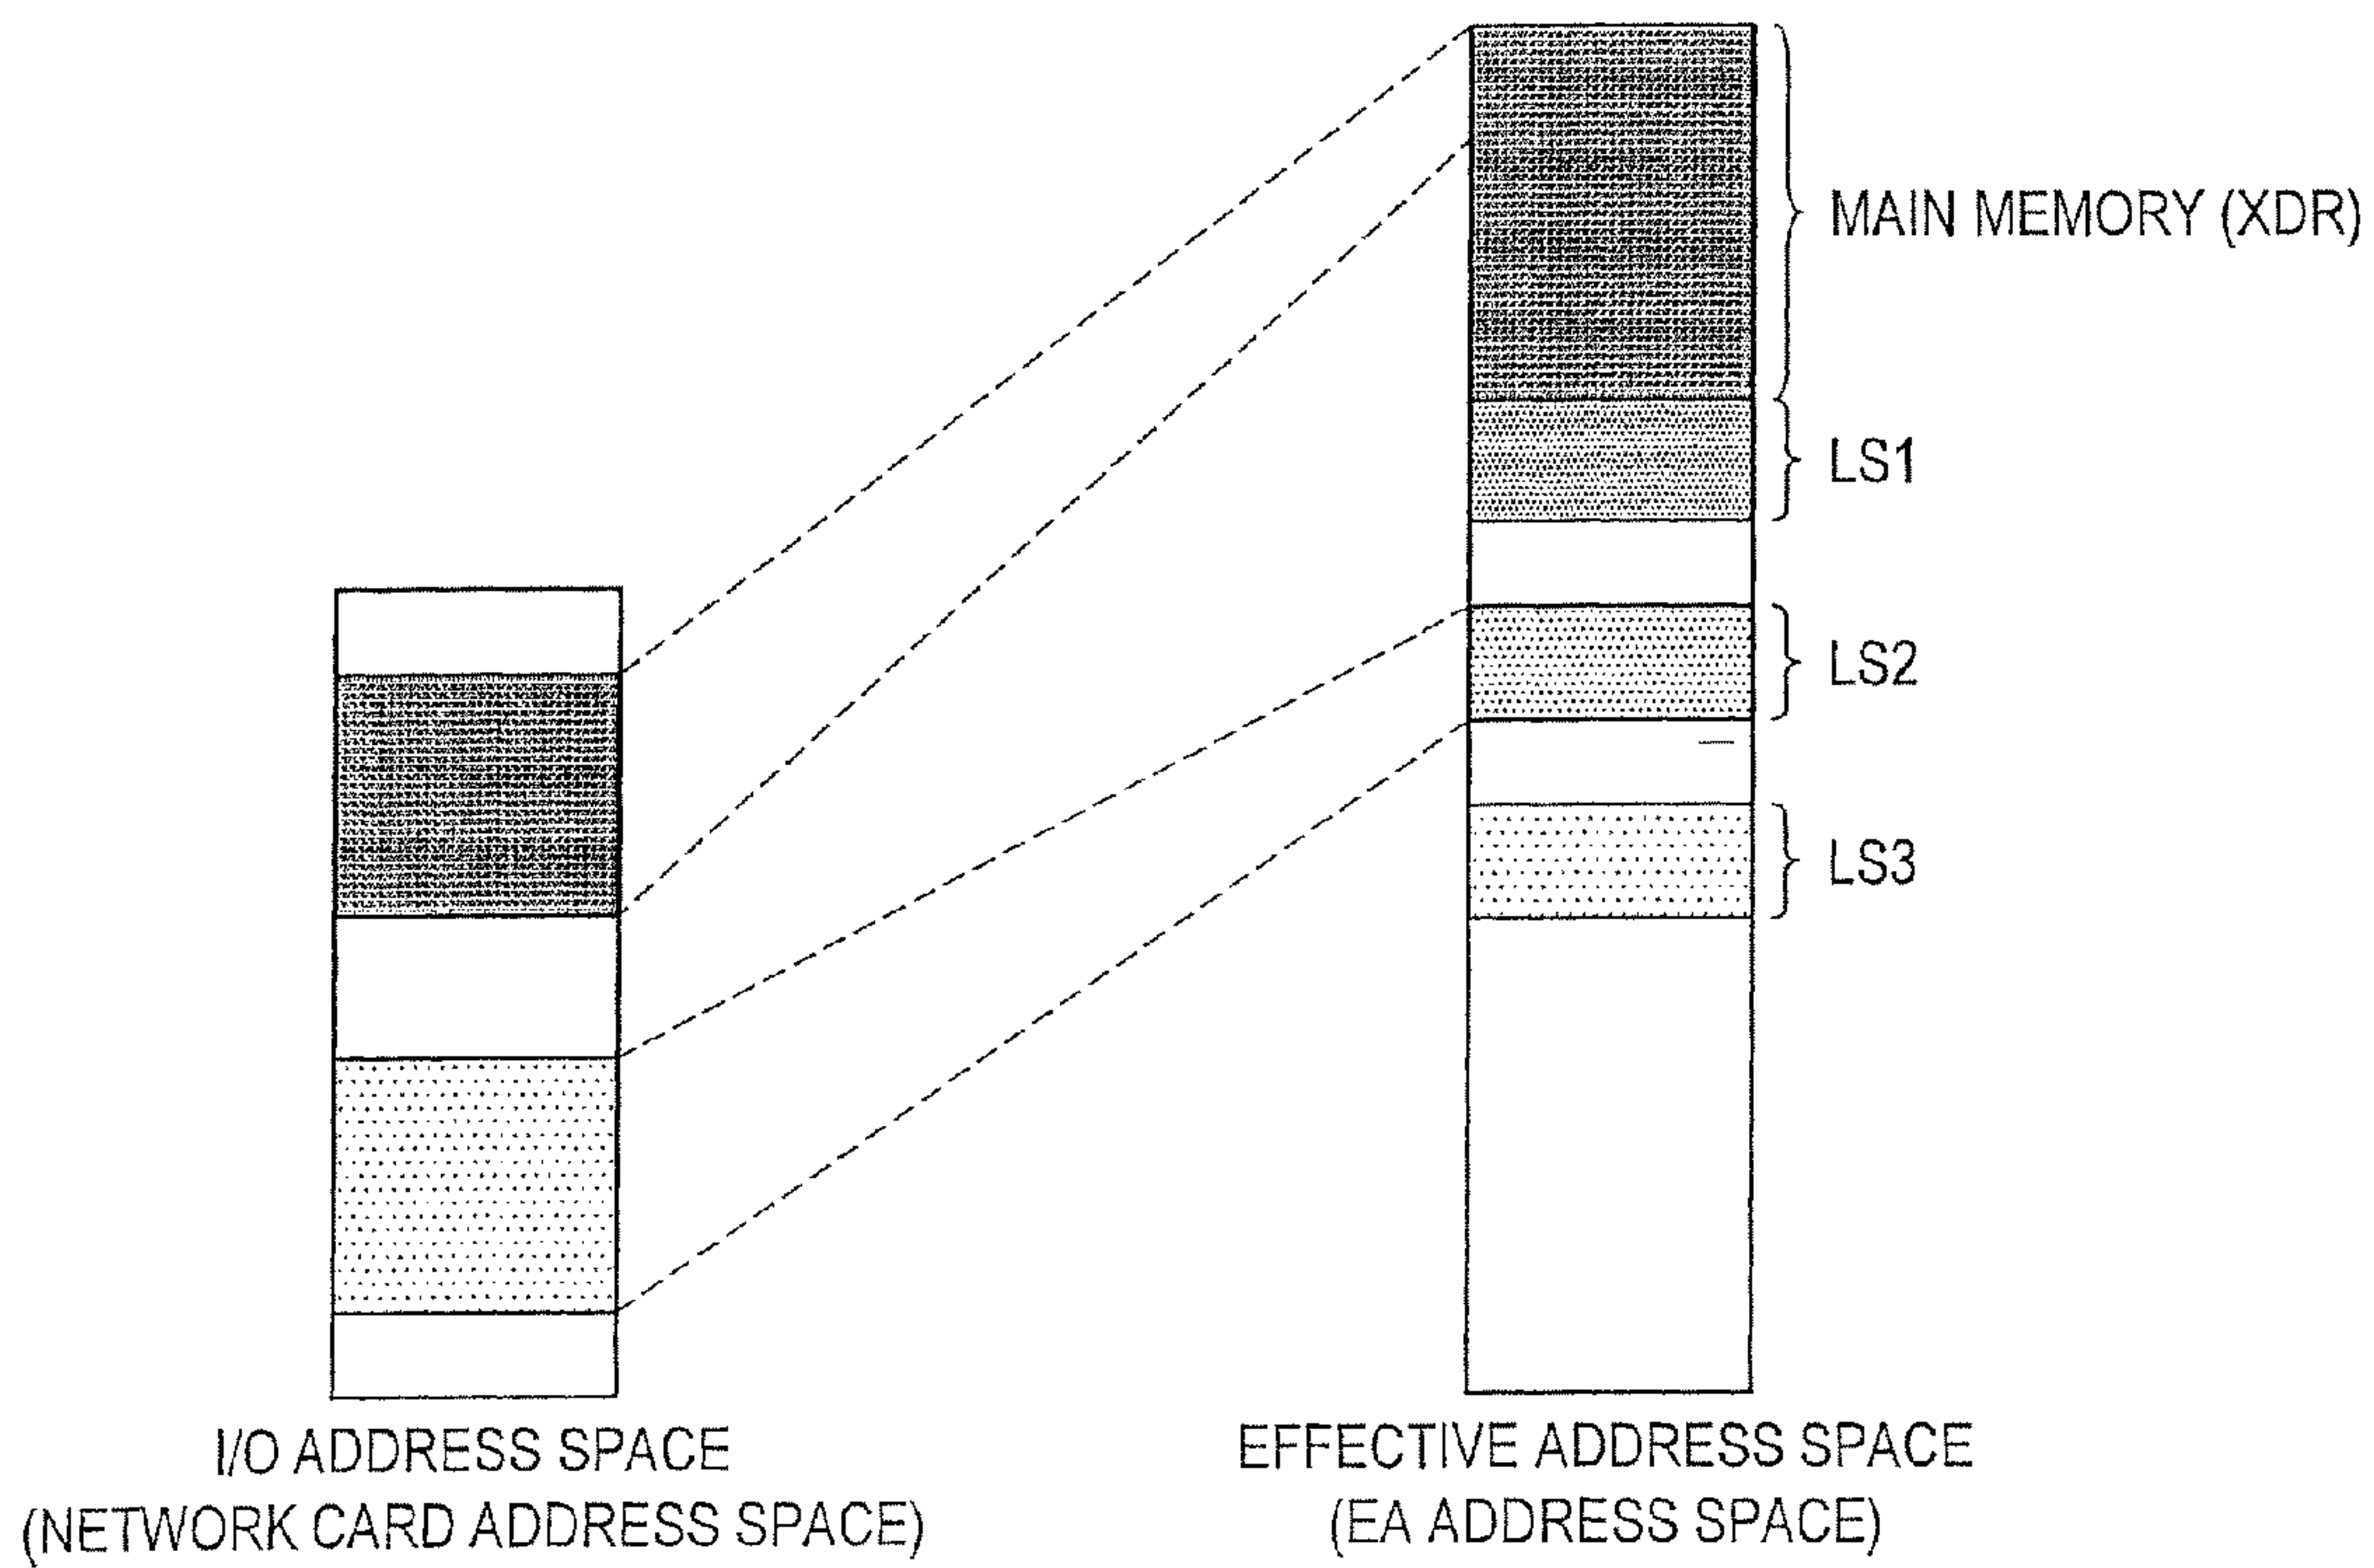 MAIN MEMORY (XDR)
LS1
LS2
LS3
I/O ADDRESS SPACE
(NETWORK CARD ADDRESS SPACE)
EFFECTIVE ADDRESS SPACE
(EA ADDRESS SPACE)